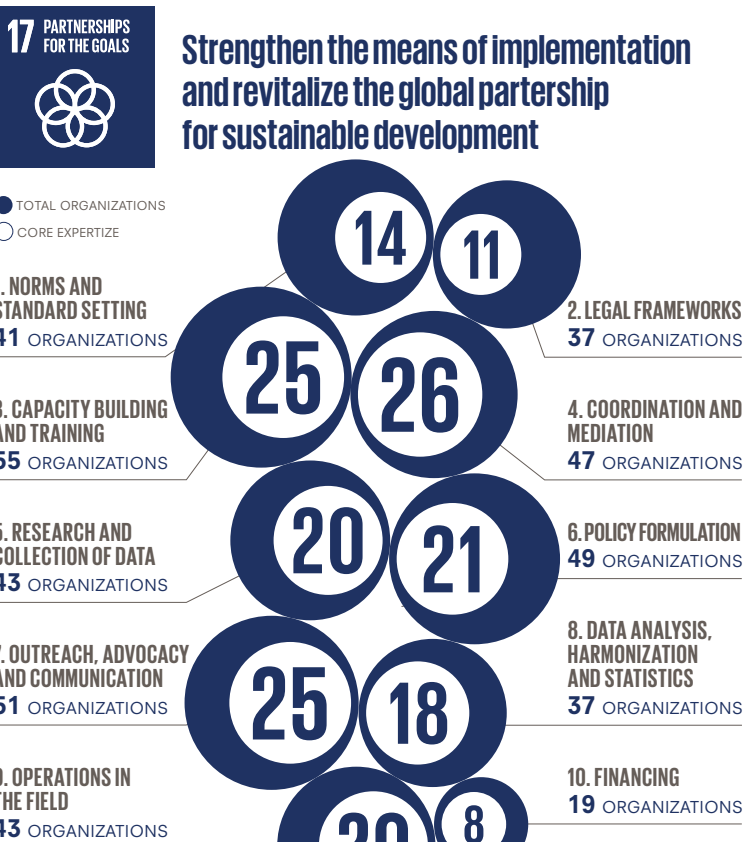 17 PARTNERSHIPS
FOR THE GOALS
Strengthen the means of implementation
and revitalize the global partership
for sustainable development
TOTAL ORGANIZATIONS
CORE EXPERTIZE
14
11
. NORMS AND
STANDARD SETTING
41 ORGANIZATIONS
2. LEGAL FRAMEWORKS
37 ORGANIZATIONS
25
26
3. CAPACITY BUILDING
AND TRAINING
55 ORGANIZATIONS
4. COORDINATION AND
MEDIATION
47 ORGANIZATIONS
20
21
5. RESEARCH AND
COLLECTION OF DATA
43 ORGANIZATIONS
6. POLICY FORMULATION
49 ORGANIZATIONS
25
18
7. OUTREACH, ADVOCACY
AND COMMUNICATION
51 ORGANIZATIONS
8. DATA ANALYSIS,
HARMONIZATION
AND STATISTICS
37 ORGANIZATIONS
9. OPERATIONS IN
THE FIELD
43 ORGANIZATIONS
10. FINANCING
19 ORGANIZATIONS
8